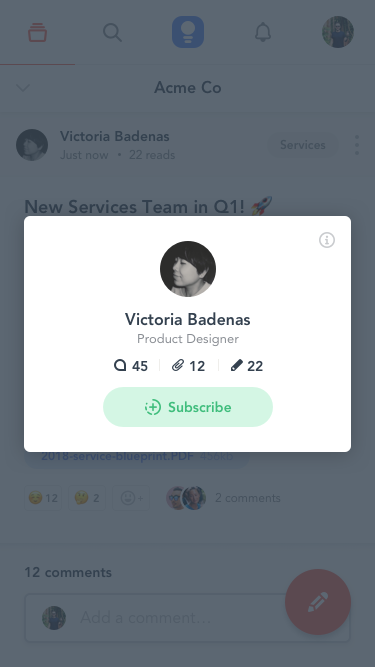 Acme Co
Victoria Badenas
Just now • 22 reads
Services
New Services Team in Q1! 🚀
Victoria Badenas
Product Designer
45 12 22
Subscribe
2018-service-blueprint.PDF
12 2 2 comments
12 comments
Add a comment...